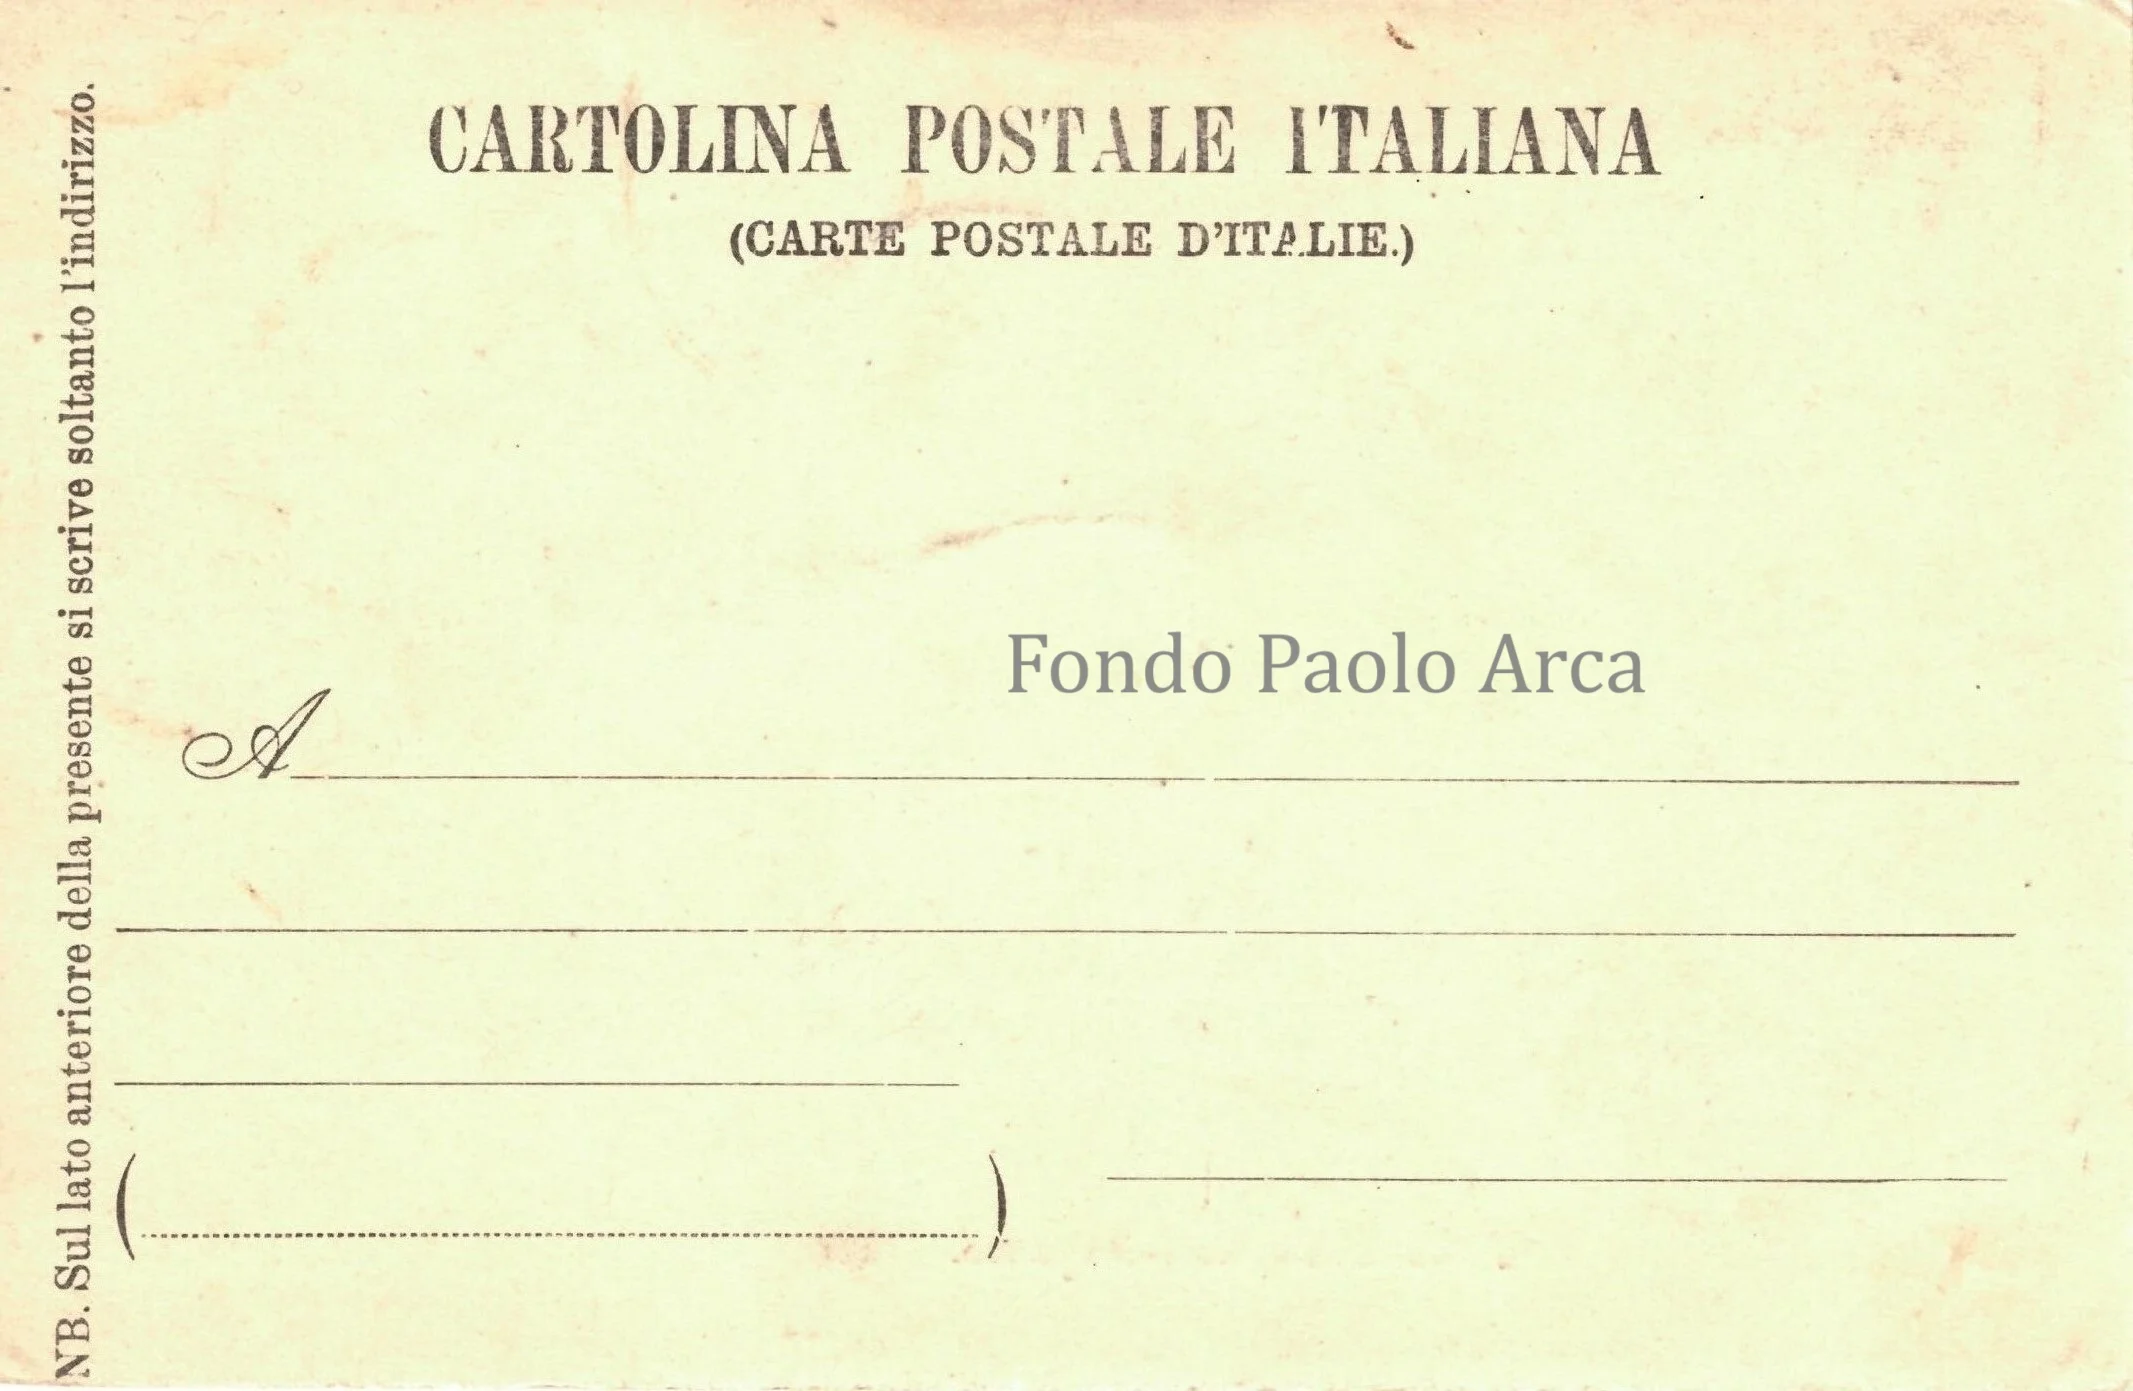 CARTOLINA POSTALE ITALIANA
(CARTE POSTALE D'ITALIE.)
NB. Sul lato anteriore della presente si scrive soltanto l'indirizzo.
Fondo Paolo Arca
A